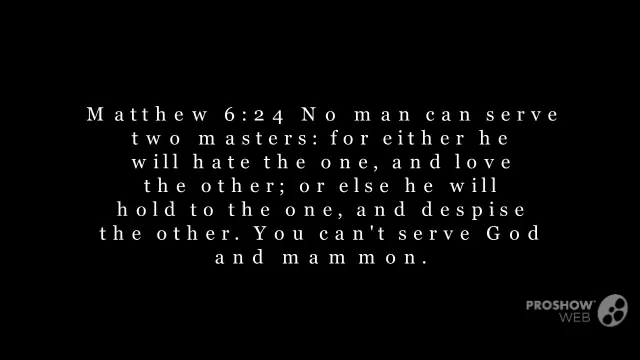 Matthew 6:24 No man can serve
two masters: for either he
will hate the one, and love
the other; or else he will
hold to the one, and despise
the other. You can't serve God
and mammon.
PROSHOW
WEB